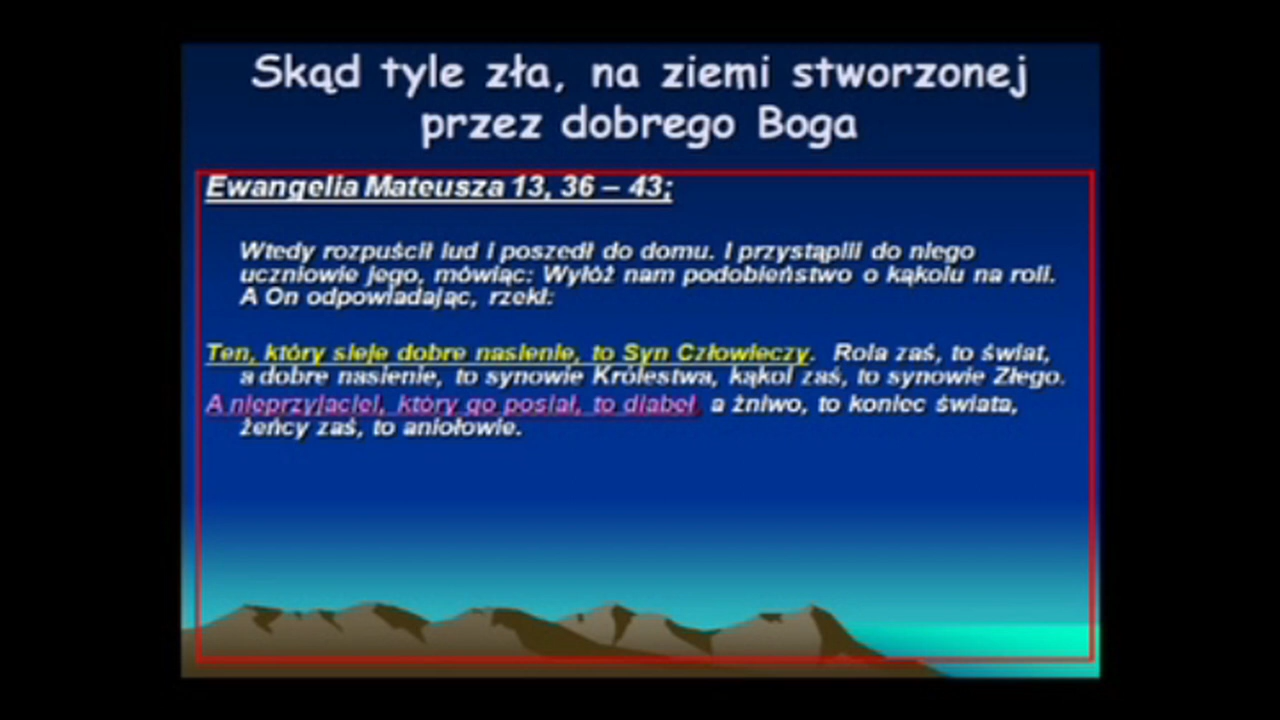 Skąd tyle zła, na ziemi stworzonej
przez dobrego Boga
Ewangelia Mateusza 13, 36 – 43;
Wtedy rozpuścił lud i poszedł do domu. I przystąpili do niego
uczniowie jego, mówiąc: Wyłóż nam podobieństwo o kąkolu na roli.
A On odpowiadając, rzekł:
Ten, który sieje dobre nasienie, to Syn Człowieczy. Rola zaś, to świat,
a dobre nasienie, to synowie Królestwa, kąkol zaś, to synowie Złego.
A nieprzyjaciel, który go posiał, to diabeł, a żniwo, to koniec świata,
żeńcy zaś, to aniołowie.